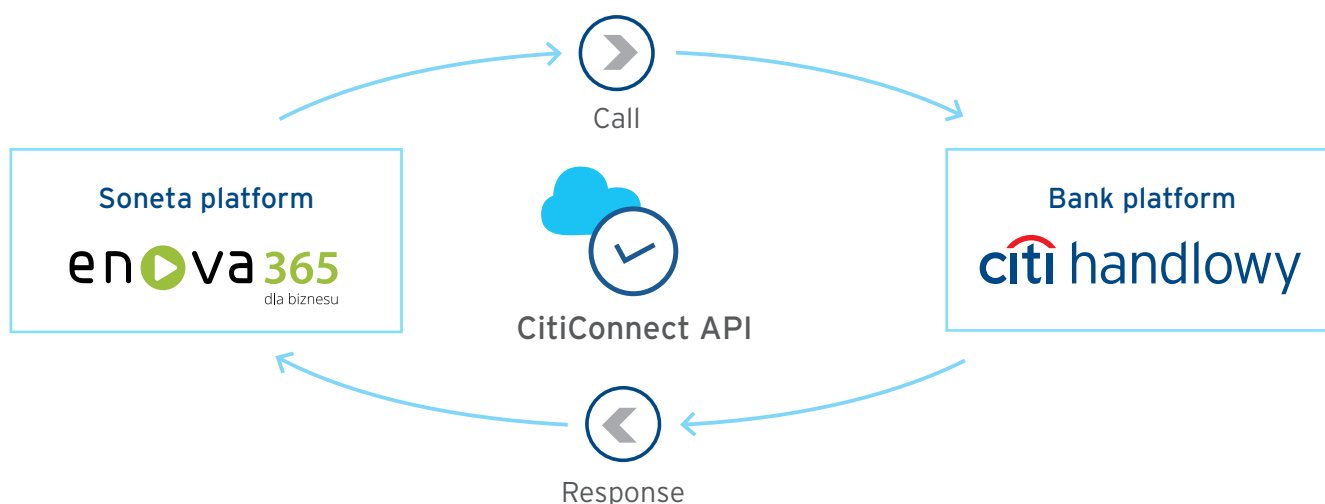 Call
Soneta platform
enova 365
dla biznesu
Bank platform
citi handlowy
CitiConnect API
Response